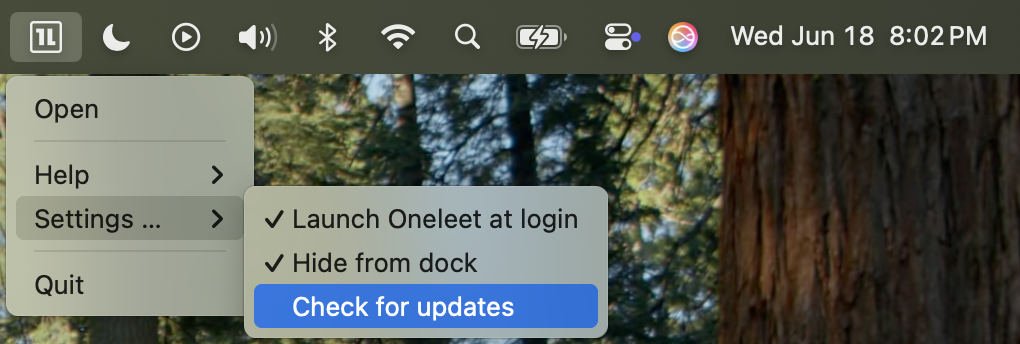 1L
Wed Jun 18 8:02 PM
Open
Help
Settings ...
Quit
Launch Oneleet at login
Hide from dock
Check for updates